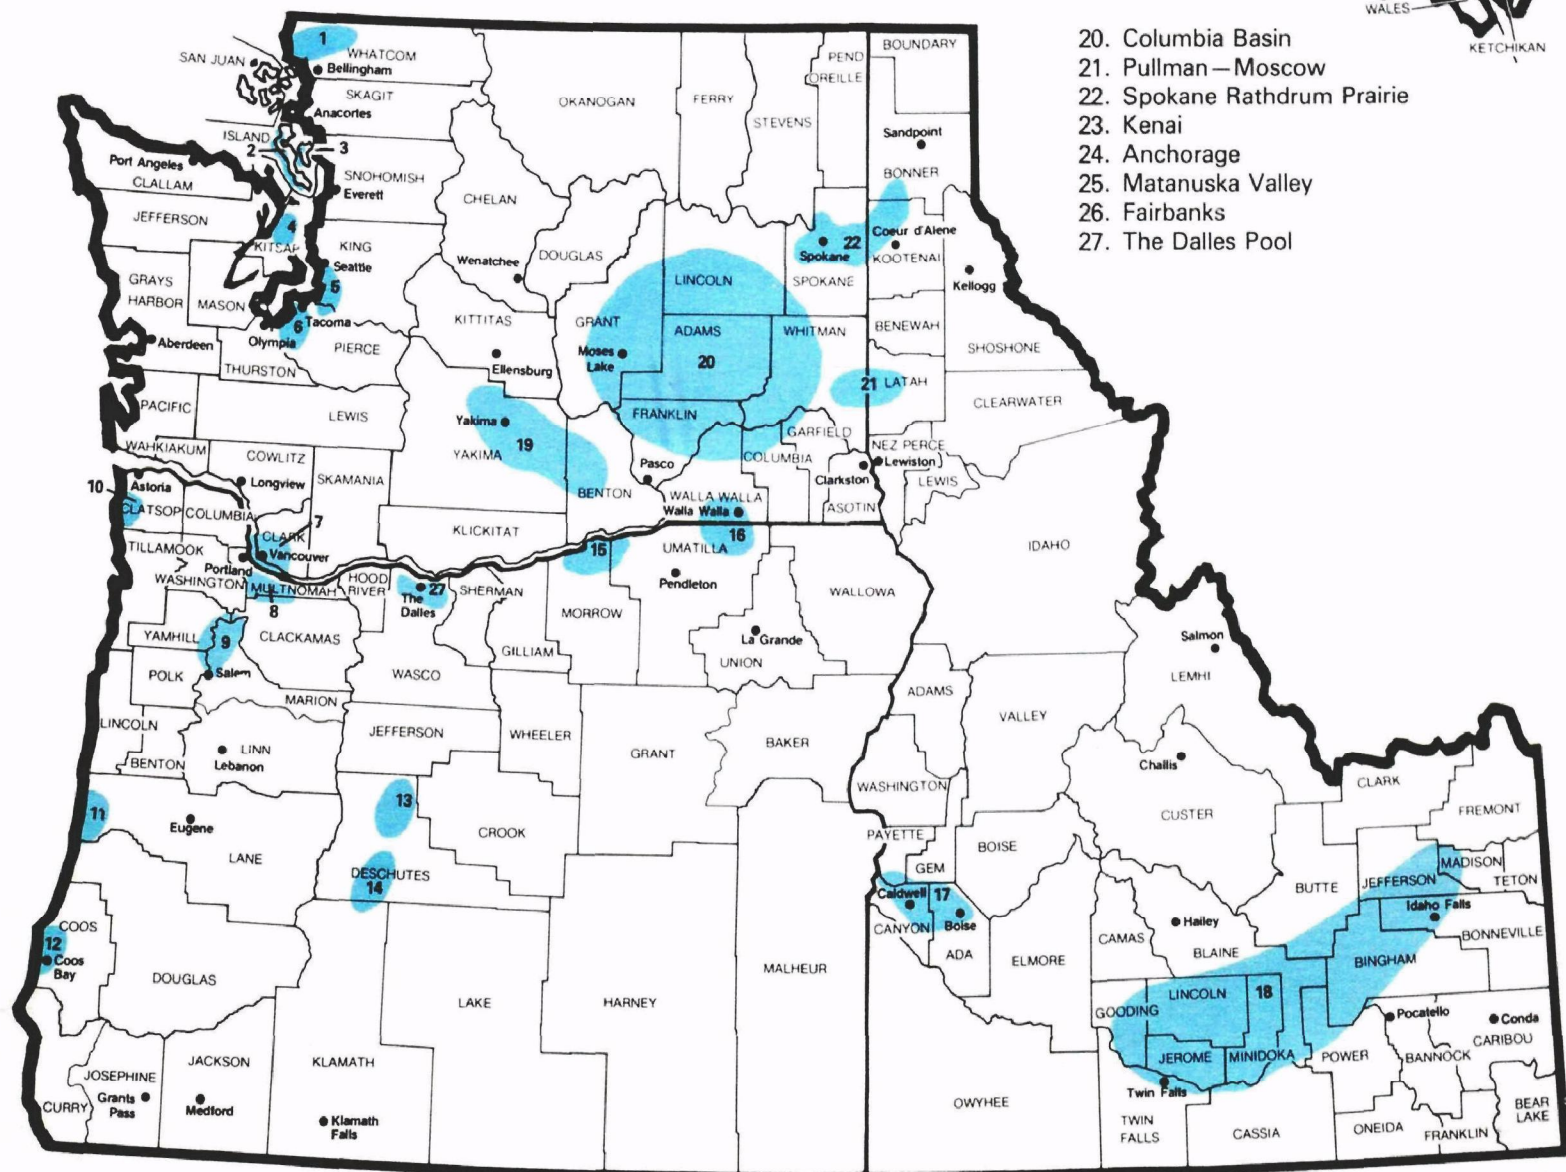 WALES
KETCHIKAN
20. Columbia Basin
21. Pullman—Moscow
22. Spokane Rathdrum Prairie
23. Kenai
24. Anchorage
25. Matanuska Valley
26. Fairbanks
27. The Dalles Pool
1
WHATCOM
Bellingham
SAN JUAN
SKAGIT
Anacortes
ISLAND
2
3
Port Angeles
CLALLAM
SNOHOMISH
Everett
JEFFERSON
4
KITSAP
KING
Seattle
GRAYS
HARBOR
MASON
5
6
Tacoma
Olympia
Aberdeen
PIERCE
THURSTON
PACIFIC
LEWIS
WAHKIAKUM
COWLITZ
Longview
SKAMANIA
OKANOGAN
FERRY
STEVENS
PEND
OREILLE
BOUNDARY
Sandpoint
BONNER
CHELAN
DOUGLAS
Wenatchee
KITTITAS
Ellensburg
Yakima
19
YAKIMA
BENTON
KLICKITAT
LINCOLN
GRANT
Moses
Lake
ADAMS
20
FRANKLIN
WHITMAN
Spokane
22
SPOKANE
Coeur d'Alene
KOOTENAI
Kellogg
BENEWAH
SHOSHONE
21
LATAH
CLEARWATER
GARFIELD
COLUMBIA
NEZ PERCE
Lewiston
LEWIS
Clarkston
ASOTIN
Pasco
WALLA WALLA
Walla Walla
16
10
Astoria
CLATSOP
COLUMBIA
7
CLARK
Vancouver
TILLAMOOK
Portland
WASHINGTON
MULTNOMAH
8
HOOD
RIVER
The
Dalles
27
SHERMAN
15
UMATILLA
Pendleton
MORROW
WALLOWA
IDAHO
YAMHILL
9
CLACKAMAS
GILLIAM
La Grande
UNION
POLK
Salem
WASCO
MARION
LINCOLN
BENTON
LINN
Lebanon
JEFFERSON
WHEELER
GRANT
BAKER
ADAMS
VALLEY
Salmon
LEMHI
WASHINGTON
Challis
CUSTER
CLARK
FREMONT
11
Eugene
LANE
13
CROOK
DESCHUTES
14
PAYETTE
GEM
BOISE
Caldwell
17
CANYON
Boise
ADA
ELMORE
CAMAS
Hailey
BLAINE
BUTTE
JEFFERSON
MADISON
TETON
Idaho Falls
BONNEVILLE
BINGHAM
COOS
12
Coos
Bay
DOUGLAS
LAKE
HARNEY
MALHEUR
GOODING
LINCOLN
18
JEROME
MINIDOKA
POWER
Pocatello
BANNOCK
Conda
CARIBOU
Twin Falls
TWIN
FALLS
CASSIA
ONEIDA
FRANKLIN
BEAR
LAKE
OWYHEE
CURRY
JOSEPHINE
Grants
Pass
JACKSON
Medford
KLAMATH
Klamath
Falls